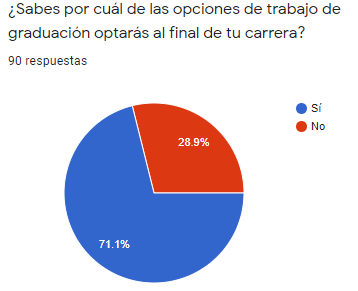 ¿Sabes por cuál de las opciones de trabajo de
graduación optarás al final de tu carrera?
90 respuestas
Sí
No
28.9%
71.1%